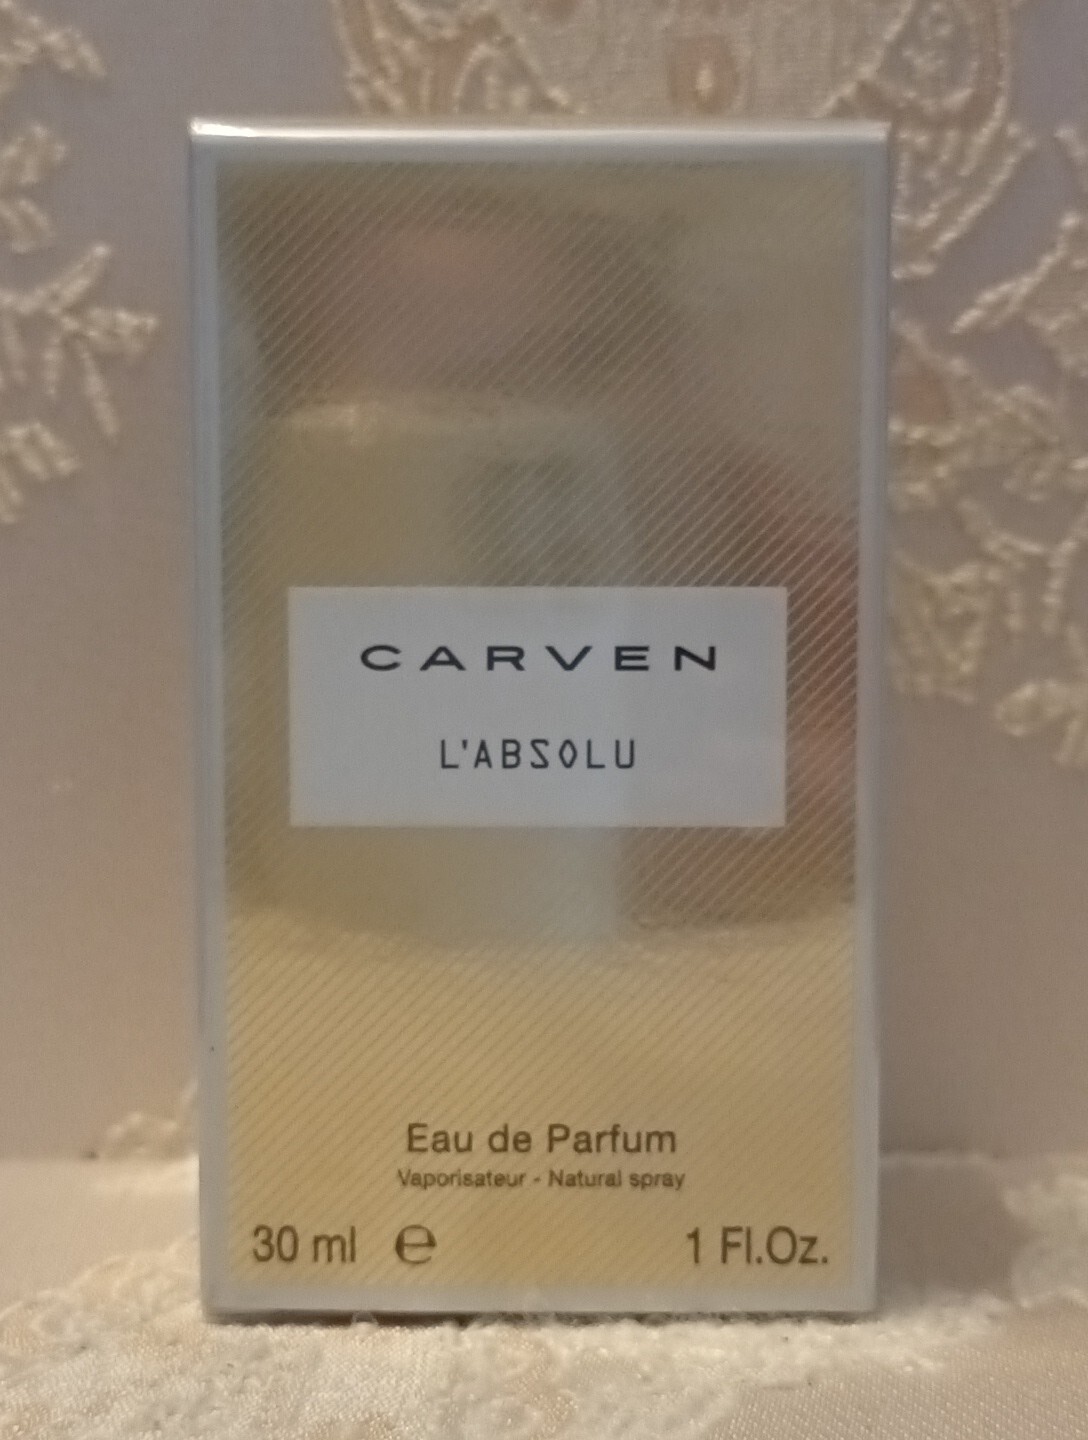 CARVEN
L'ABSOLU
Eau de Parfum
Vaporisateur - Natural spray
30 ml ℮ 1 Fl.Oz.